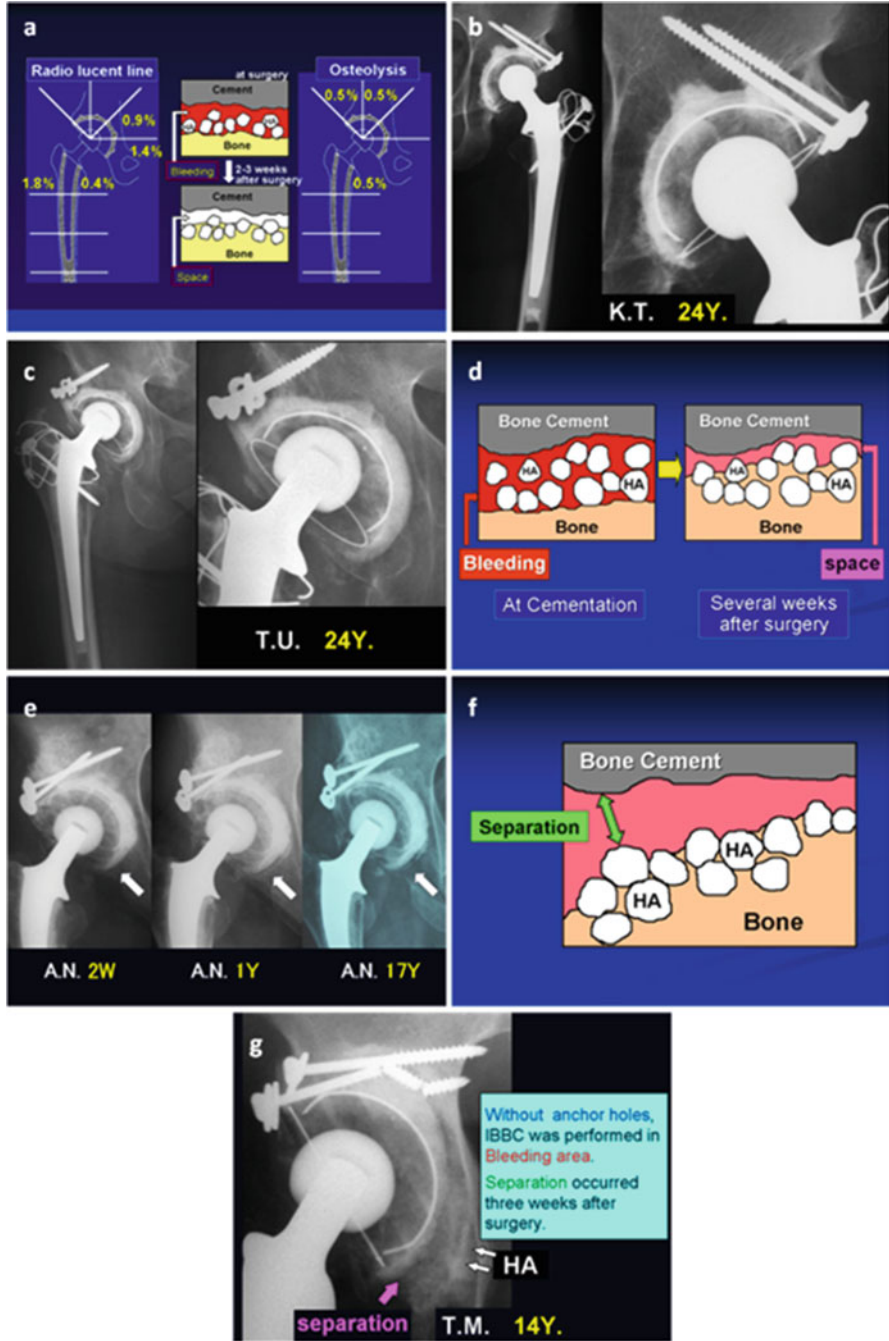 a
Radio lucent line
0.9%
1.4%
1.8%
0.4%
at surgery
Cement
HA
HA
Bone
Bleeding
2-3 weeks
after surgery
Cement
Bone
Space
Osteolysis
0.5%
0.5%
0.5%
b
K.T. 24Y.
c
T.U. 24Y.
d
Bone Cement
HA
HA
Bone
Bleeding
At Cementation
Bone Cement
HA
HA
Bone
space
Several weeks
after surgery
e
A.N. 2W
A.N. 1Y
A.N. 17Y
f
Bone Cement
Separation
HA
HA
Bone
g
Without anchor holes,
IBBC was performed in
Bleeding area.
Separation occurred
three weeks after
surgery.
HA
separation
T.M. 14Y.